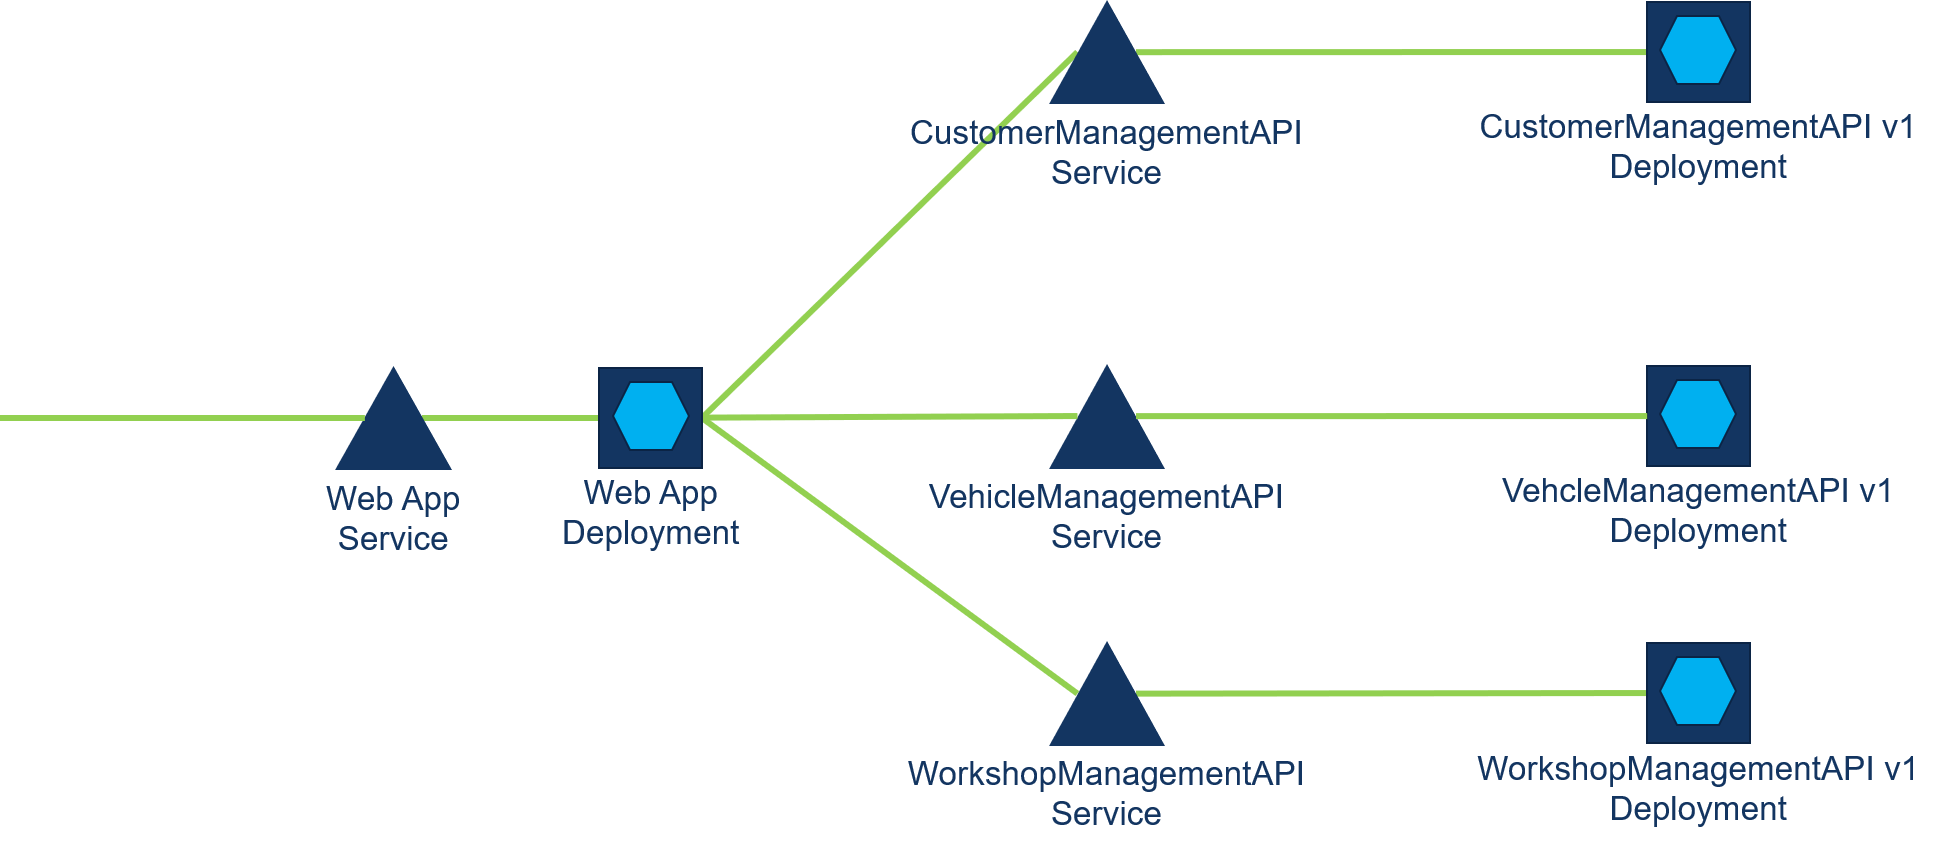 CustomerManagementAPI
Service
CustomerManagementAPI v1
Deployment
Web App
Service
Web App
Deployment
VehicleManagementAPI
Service
VehcleManagementAPI v1
Deployment
WorkshopManagementAPI
Service
WorkshopManagementAPI v1
Deployment